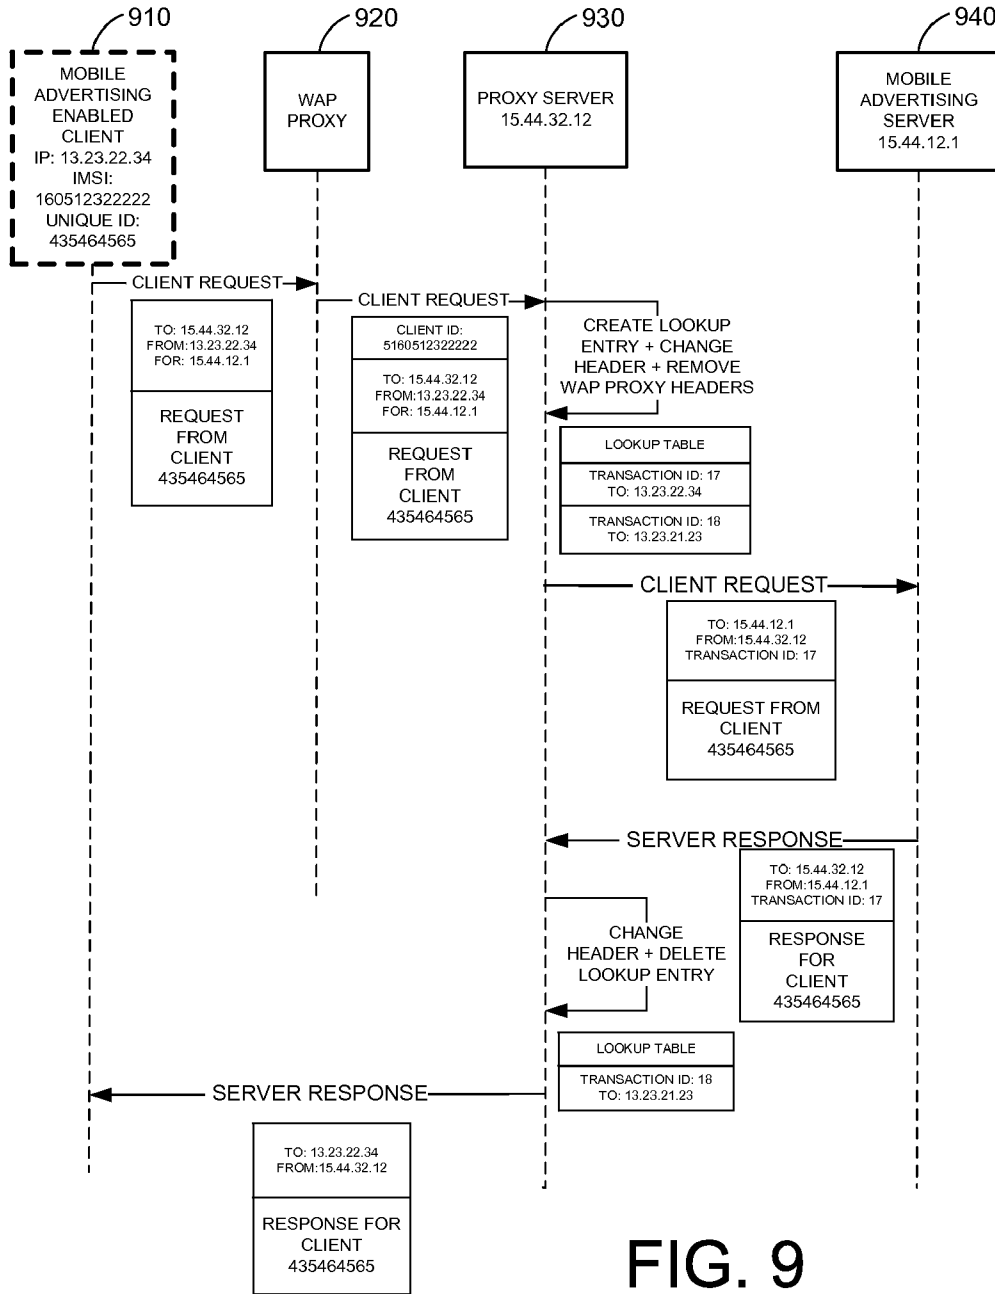 910
920
930
940
MOBILE
ADVERTISING
ENABLED
CLIENT
IP: 13.23.22.34
IMSI:
160512322222
UNIQUE ID:
435464565
WAP
PROXY
PROXY SERVER
15.44.32.12
MOBILE
ADVERTISING
SERVER
15.44.12.1
CLIENT REQUEST
TO: 15.44.32.12
FROM:13.23.22.34
FOR: 15.44.12.1
REQUEST
FROM
CLIENT
435464565
CLIENT REQUEST
CLIENT ID:
5160512322222
TO: 15.44.32.12
FROM:13.23.22.34
FOR: 15.44.12.1
REQUEST
FROM
CLIENT
435464565
CREATE LOOKUP
ENTRY + CHANGE
HEADER + REMOVE
WAP PROXY HEADERS
LOOKUP TABLE
TRANSACTION ID: 17
TO: 13.23.22.34
TRANSACTION ID: 18
TO: 13.23.21.23
CLIENT REQUEST
TO: 15.44.12.1
FROM:15.44.32.12
TRANSACTION ID: 17
REQUEST FROM
CLIENT
435464565
SERVER RESPONSE
TO: 15.44.32.12
FROM:15.44.12.1
TRANSACTION ID: 17
RESPONSE
FOR
CLIENT
435464565
CHANGE
HEADER + DELETE
LOOKUP ENTRY
LOOKUP TABLE
TRANSACTION ID: 18
TO: 13.23.21.23
SERVER RESPONSE
TO: 13.23.22.34
FROM:15.44.32.12
RESPONSE FOR
CLIENT
435464565
FIG. 9